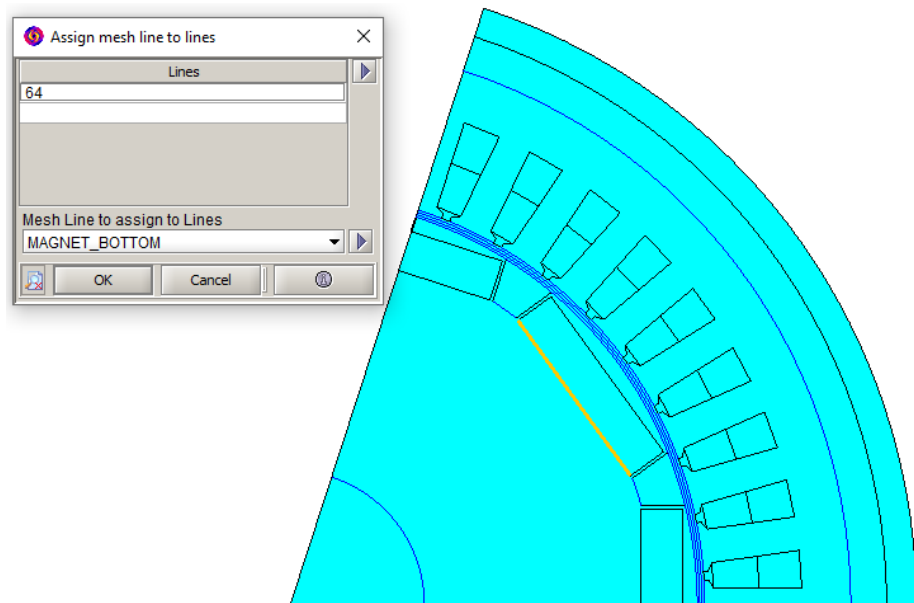 Assign mesh line to lines
Lines
64
Mesh Line to assign to Lines
MAGNET_BOTTOM
OK
Cancel